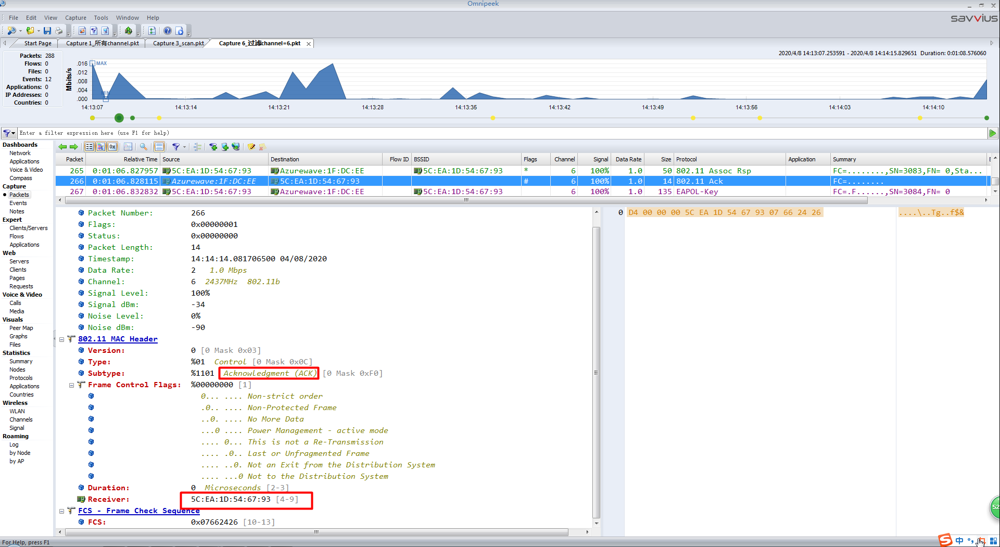 Omnipeek
File Edit View Capture Tools Window Help
savvius
Start Page Capture 1_所有channel.pkt Capture 3_scan.pkt Capture 6_过滤channel=6.pkt
2020/4/8 14:13:07.253591 - 2020/4/8 14:14:15.829651 Duration: 0:01:08.576060
Packets: 288
Flows: 0
Files: 0
Events: 12
Applications: 0
IP Addresses: 0
Countries: 0
Mbits/s
.016 MAX
.012
.008
.004 MIN
.000
14:13:07 14:13:14 14:13:21 14:13:28 14:13:35 14:13:42 14:13:49 14:13:56 14:14:03 14:14:10
Enter a filter expression here (use F1 for help)
Dashboards
Network
Applications
Voice & Video
Compass
Capture
Packets
Events
Notes
Expert
Clients/Servers
Flows
Applications
Web
Servers
Clients
Pages
Requests
Voice & Video
Calls
Media
Visuals
Peer Map
Graphs
Files
Statistics
Summary
Nodes
Protocols
Applications
Countries
Wireless
WLAN
Channels
Signal
Roaming
Log
by Node
by AP
Packet Relative Time Source Destination Flow ID BSSID Flags Channel Signal Data Rate Size Protocol Application Summary E
265 0:01:06.827957 5C:EA:1D:54:67:93 Azurewave:1F:DC:EE 5C:EA:1D:54:67:93 * 6 100% 1.0 50 802.11 Assoc Rsp FC=........,SN=3083,FN= 0,Sta...
266 0:01:06.828115 Azurewave:1F:DC:EE 5C:EA:1D:54:67:93 # 6 100% 1.0 14 802.11 Ack FC=........
267 0:01:06.832832 5C:EA:1D:54:67:93 Azurewave:1F:DC:EE 5C:EA:1D:54:67:93 6 100% 1.0 135 EAPOL-Key FC=.F......,SN=3084,FN= 0
Packet Number: 266
Flags: 0x00000001
Status: 0x00000000
Packet Length: 14
Timestamp: 14:14:14.081706500 04/08/2020
Data Rate: 2 1.0 Mbps
Channel: 6 2437MHz 802.11b
Signal Level: 100%
Signal dBm: -34
Noise Level: 0%
Noise dBm: -90
802.11 MAC Header
Version: 0 [0 Mask 0x03]
Type: %01 Control [0 Mask 0x0C]
Subtype: %1101 Acknowledgment (ACK) [0 Mask 0xF0]
Frame Control Flags: %00000000 [1]
0... .... Non-strict order
.0.. .... Non-Protected Frame
..0. .... No More Data
...0 .... Power Management - active mode
.... 0... This is not a Re-Transmission
.... .0.. Last or Unfragmented Frame
.... ..0. Not an Exit from the Distribution System
.... ...0 Not to the Distribution System
Duration: 0 Microseconds [2-3]
Receiver: 5C:EA:1D:54:67:93 [4-9]
FCS - Frame Check Sequence
FCS: 0x07662426 [10-13]
0 D4 00 00 00 5C EA 1D 54 67 93 07 66 24 26 ....\..Tg..f$&
52
For Help, press F1
S 中